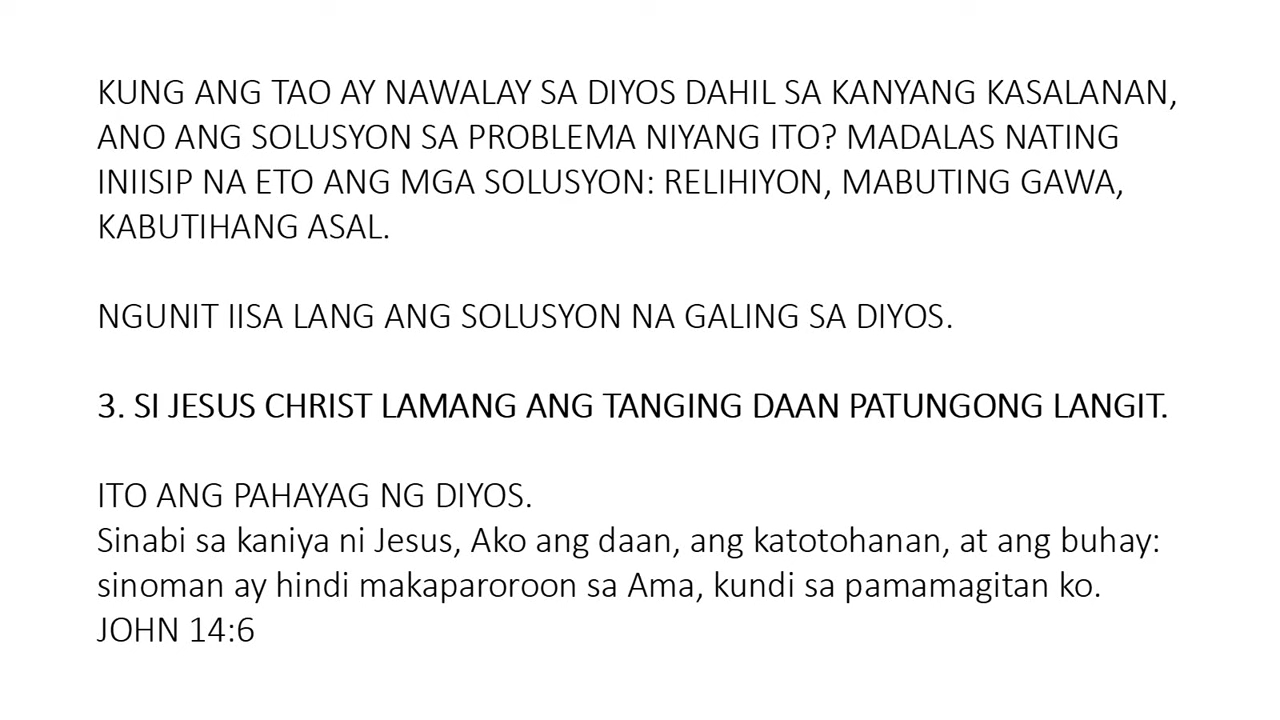 KUNG ANG TAO AY NAWALAY SA DIYOS DAHIL SA KANYANG KASALANAN,
ANO ANG SOLUSYON SA PROBLEMA NIYANG ITO? MADALAS NATING
INIISIP NA ETO ANG MGA SOLUSYON: RELIHIYON, MABUTING GAWA,
KABUTIHANG ASAL.
NGUNIT IISA LANG ANG SOLUSYON NA GALING SA DIYOS.
3. SI JESUS CHRIST LAMANG ANG TANGING DAAN PATUNGONG LANGIT.
ITO ANG PAHAYAG NG DIYOS.
Sinabi sa kaniya ni Jesus, Ako ang daan, ang katotohanan, at ang buhay:
sinoman ay hindi makaparoroon sa Ama, kundi sa pamamagitan ko.
JOHN 14:6